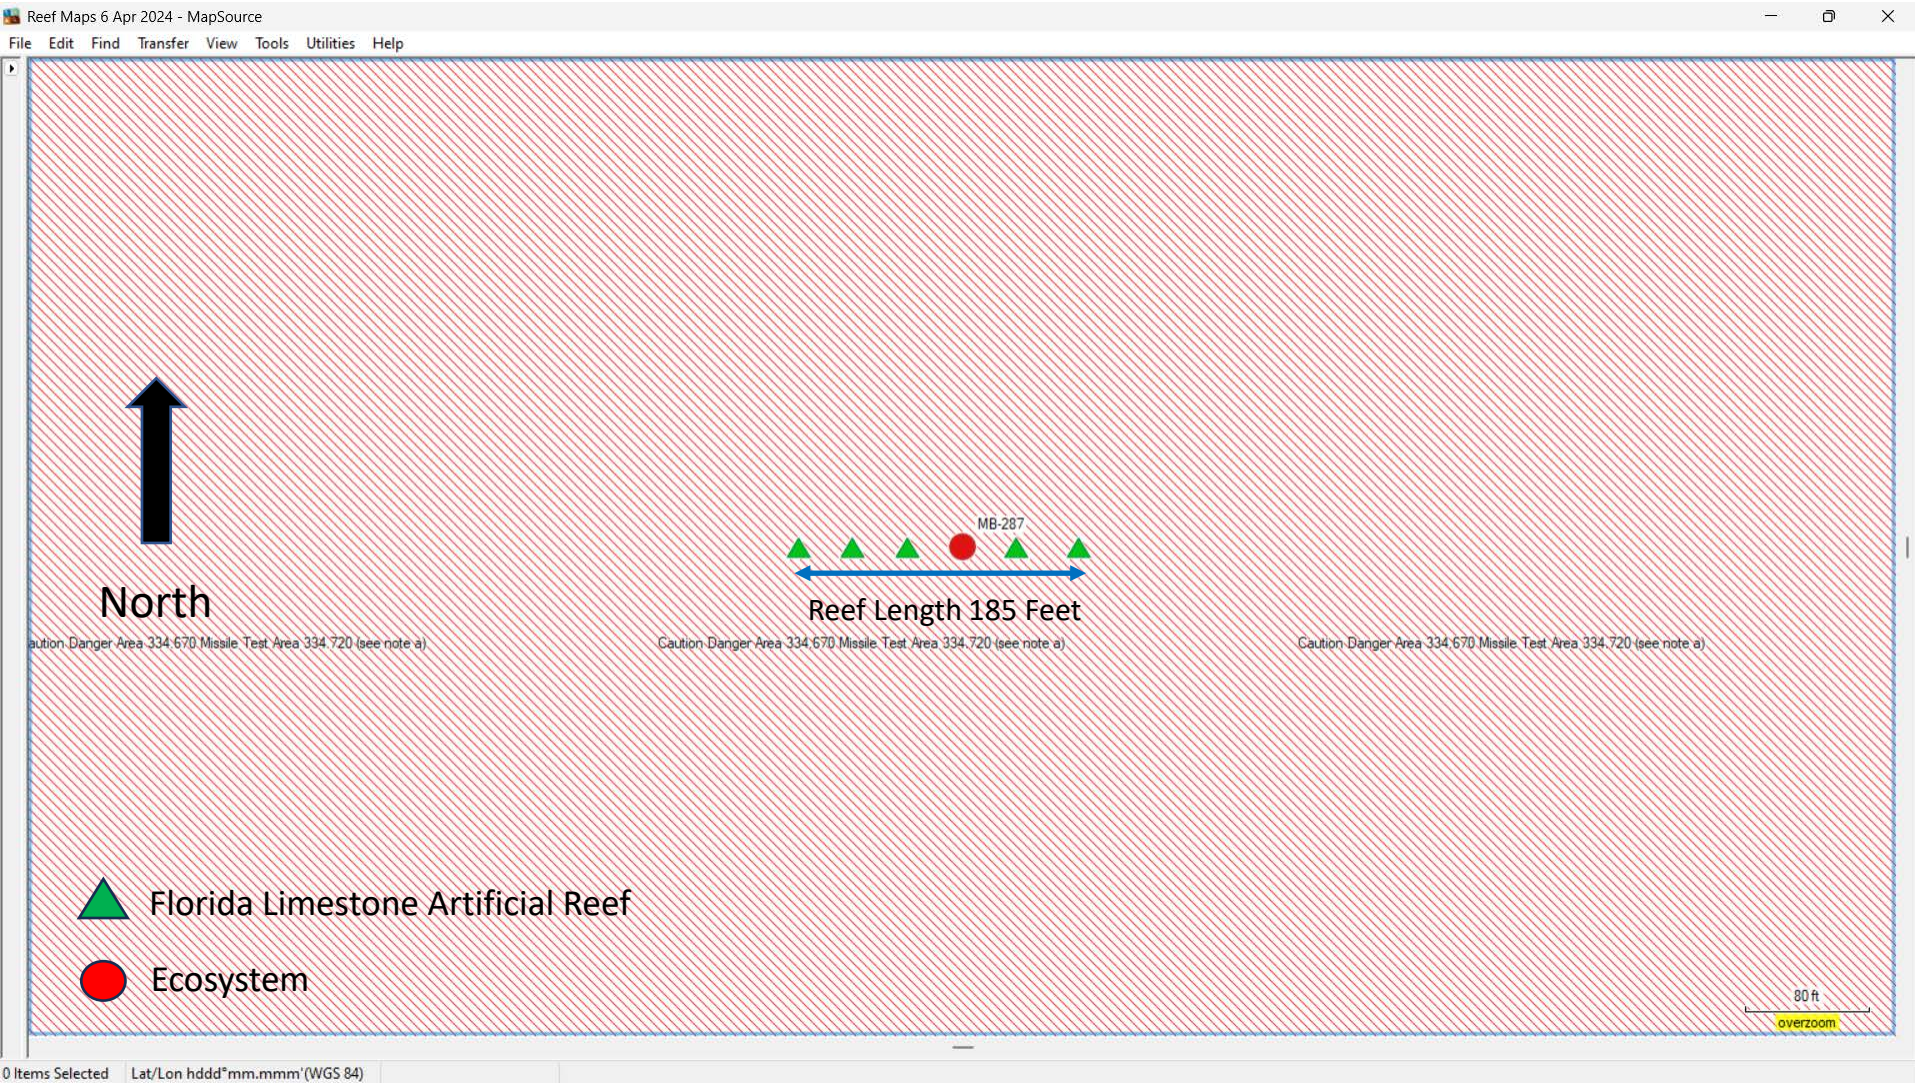 Reef Maps 6 Apr 2024 - MapSource
File Edit Find Transfer View Tools Utilities Help
MB-287
Reef Length 185 Feet
North
aution Danger Area 334.670 Missile Test Area 334.720 (see note a)
Caution Danger Area 334.670 Missile Test Area 334.720 (see note a)
Caution Danger Area 334.670 Missile Test Area 334.720 (see note a)
Florida Limestone Artificial Reef
Ecosystem
80 ft
overzoom
0 Items Selected
Lat/Lon hddd°mm.mmm'(WGS 84)